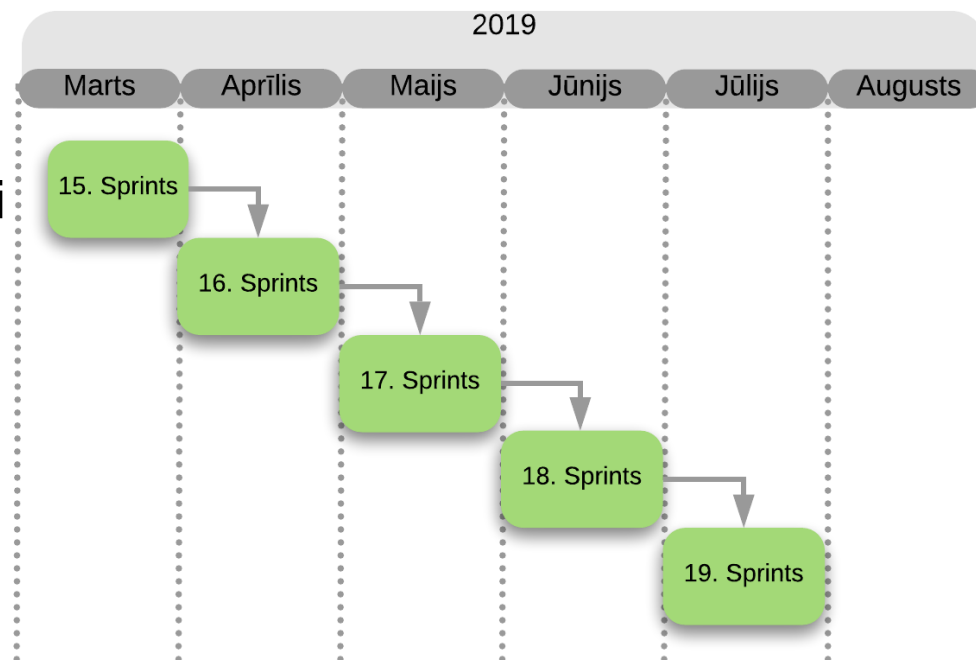 2019
Marts Aprīlis Maijs Jūnijs Jūlijs Augusts
15. Sprints
i
16. Sprints
17. Sprints
18. Sprints
19. Sprints